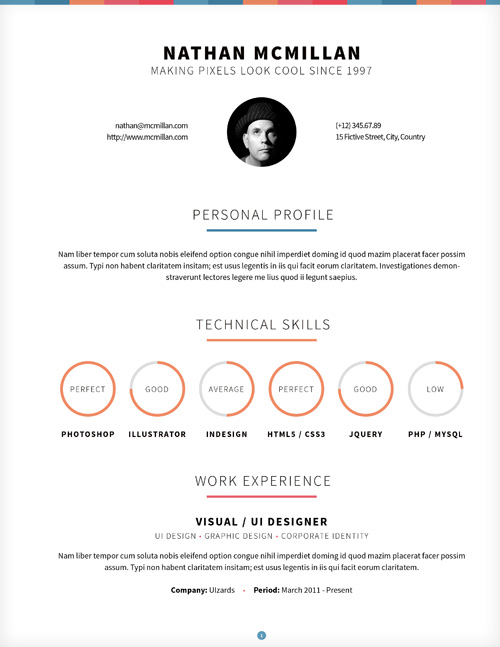 NATHAN MCMILLAN
MAKING PIXELS LOOK COOL SINCE 1997
nathan@mcmillan.com
http://www.mcmillan.com
(+12) 345.67.89
15 Fictive Street, City, Country
PERSONAL PROFILE
Nam liber tempor cum soluta nobis eleifend option congue nihil imperdiet doming id quod mazim placerat facer possim
assum. Typi non habent claritatem insitam; est usus legentis in iis qui facit eorum claritatem. Investigationes demon-
straverunt lectores legere me lius quod ii legunt saepius.
TECHNICAL SKILLS
PERFECT GOOD AVERAGE PERFECT GOOD LOW
PHOTOSHOP ILLUSTRATOR INDESIGN HTML5 / CSS3 JQUERY PHP / MYSQL
WORK EXPERIENCE
VISUAL / UI DESIGNER
UI DESIGN • GRAPHIC DESIGN • CORPORATE IDENTITY
Nam liber tempor cum soluta nobis eleifend option congue nihil imperdiet doming id quod mazim placerat facer possim
assum. Typi non habent claritatem insitam; est usus legentis in iis qui facit eorum claritatem.
Company: Ulzards • Period: March 2011 - Present
1